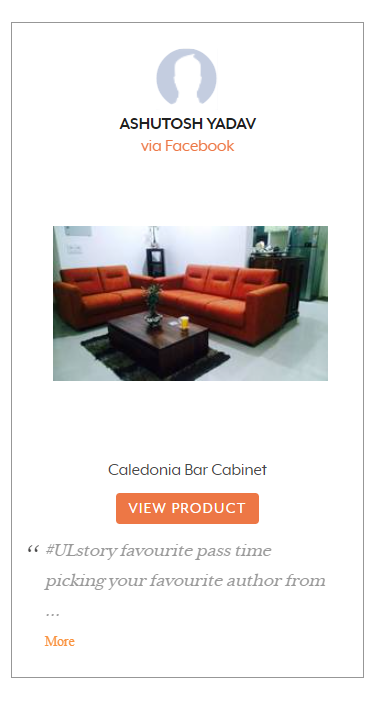 ASHUTOSH YADAV
via Facebook
Caledonia Bar Cabinet
VIEW PRODUCT
“ #ULstory favourite pass time
picking your favourite author from
...
More